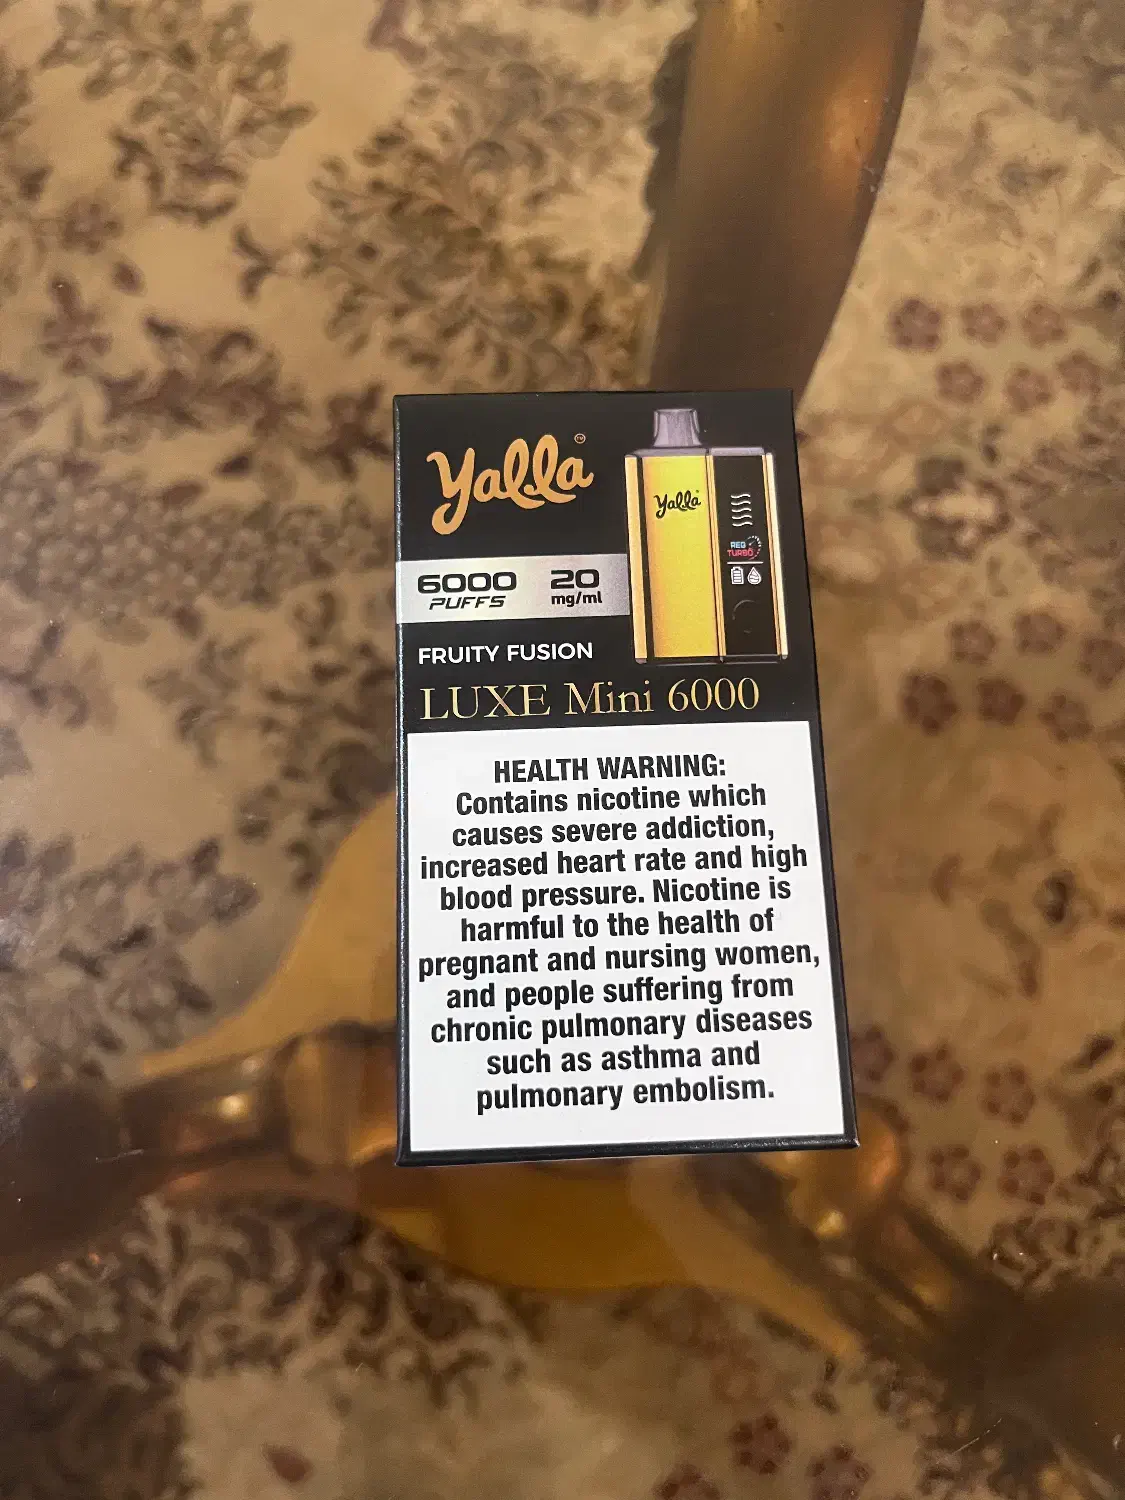 Yalla TM
Yalla
REG
TURBO
6000 20
PUFFS mg/ml
FRUITY FUSION
LUXE Mini 6000
HEALTH WARNING:
Contains nicotine which
causes severe addiction,
increased heart rate and high
blood pressure. Nicotine is
harmful to the health of
pregnant and nursing women,
and people suffering from
chronic pulmonary diseases
such as asthma and
pulmonary embolism.